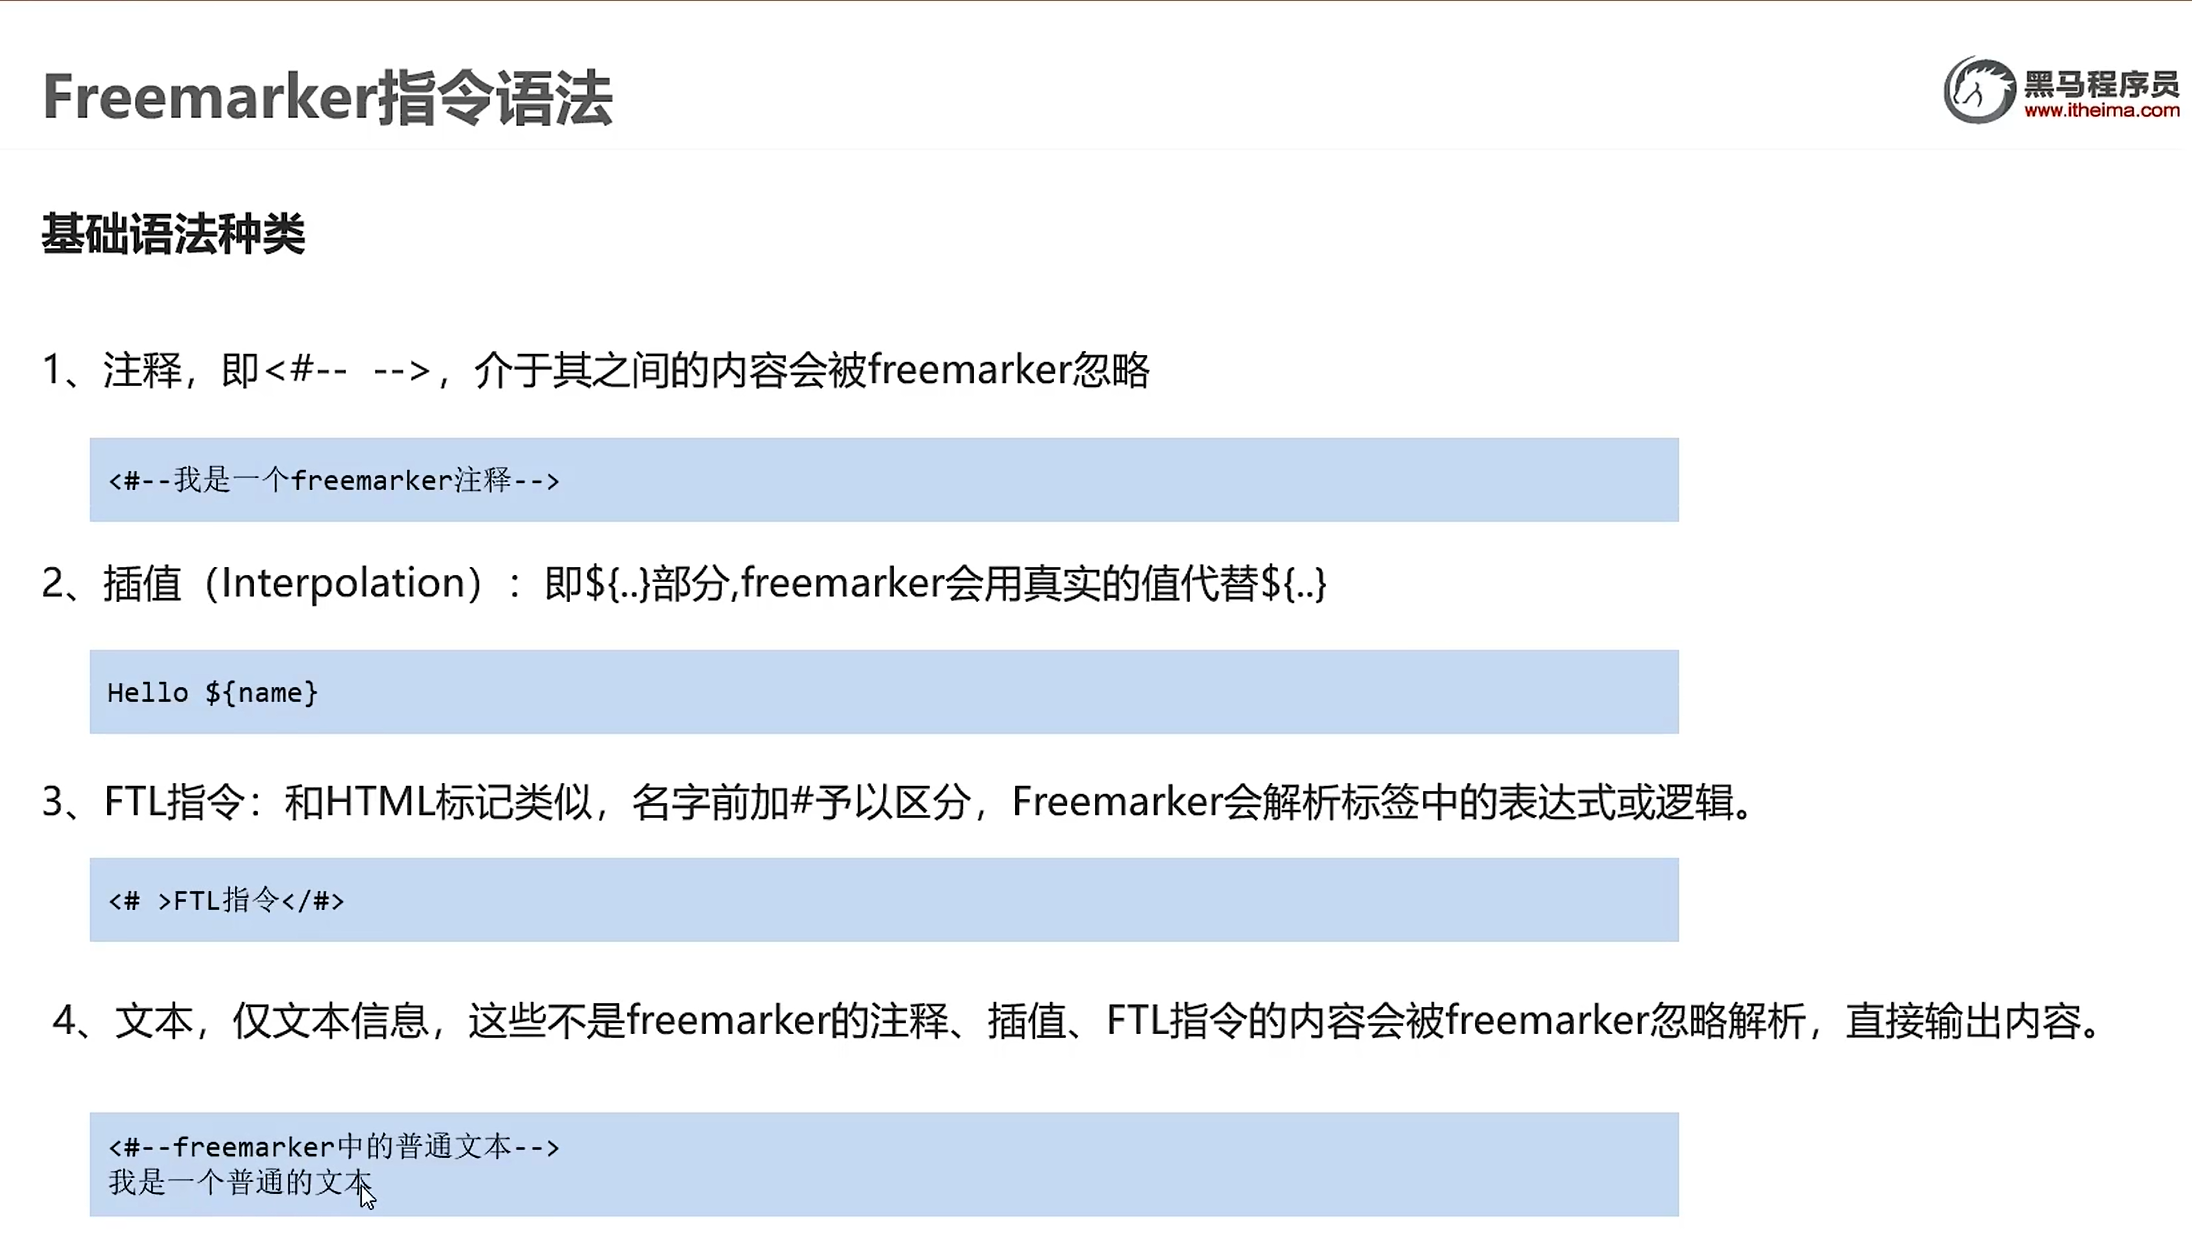 Freemarker指令语法
黑马程序员
www.itheima.com
基础语法种类
1、注释，即<#--  -->，介于其之间的内容会被freemarker忽略
<#--我是一个freemarker注释-->
2、插值（Interpolation）：即${..}部分,freemarker会用真实的值代替${..}
Hello ${name}
3、FTL指令：和HTML标记类似，名字前加#予以区分，Freemarker会解析标签中的表达式或逻辑。
<# >FTL指令</#>
4、文本，仅文本信息，这些不是freemarker的注释、插值、FTL指令的内容会被freemarker忽略解析，直接输出内容。
<#--freemarker中的普通文本-->
我是一个普通的文本